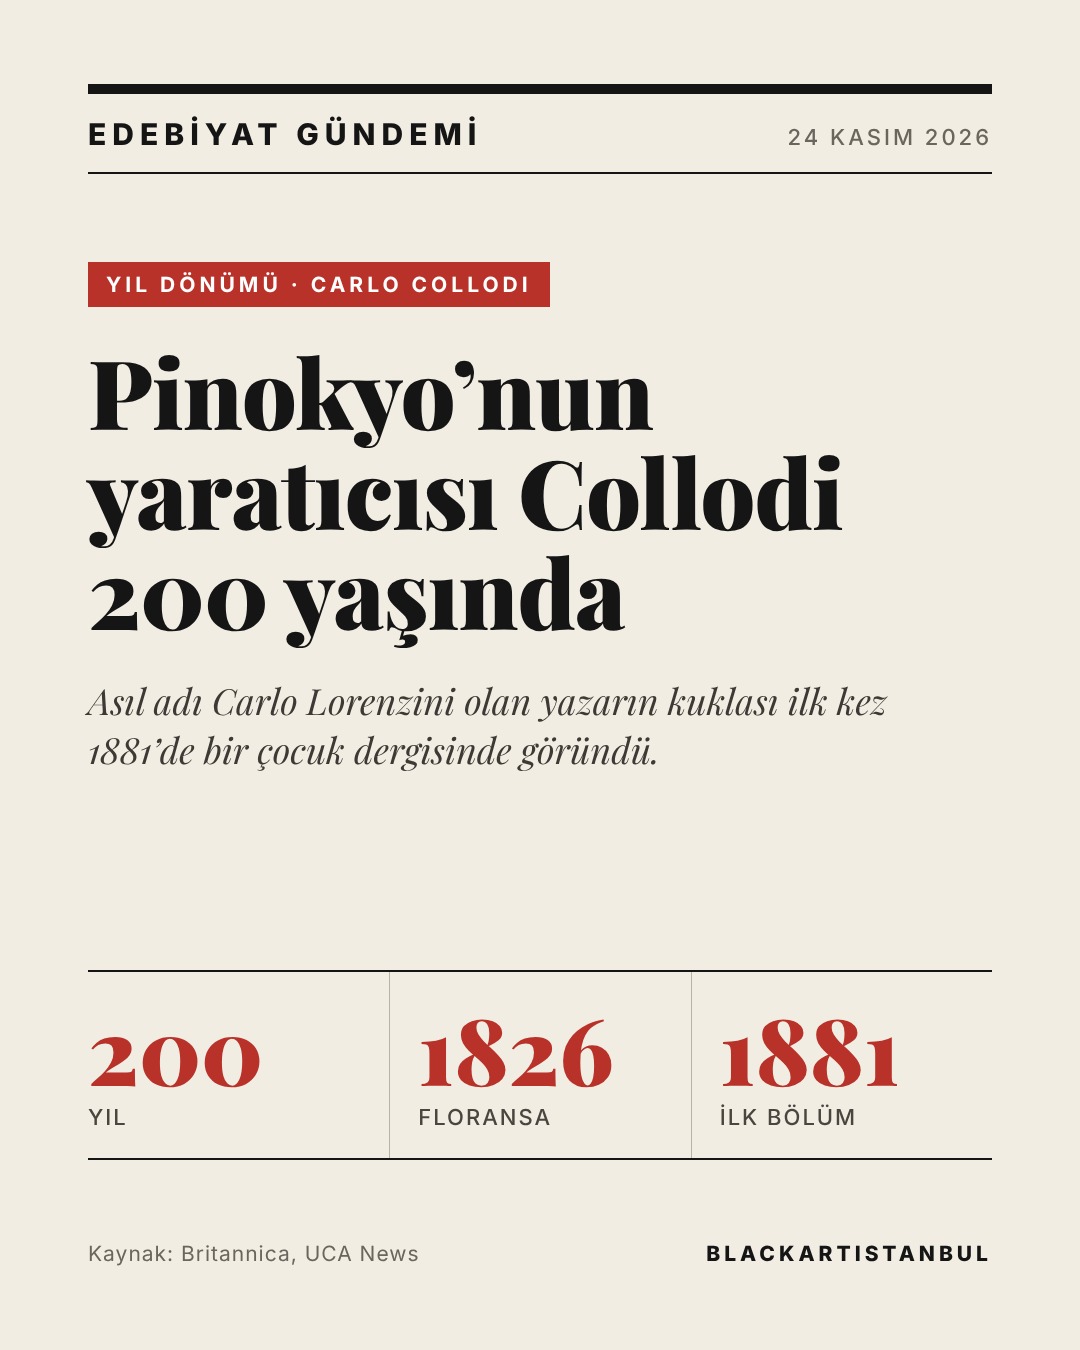 EDEBİYAT GÜNDEMİ
24 KASIM 2026
YIL DÖNÜMÜ · CARLO COLLODI
Pinokyo’nun
yaratıcısı Collodi
200 yaşında
Asıl adı Carlo Lorenzini olan yazarın kuklası ilk kez
1881’de bir çocuk dergisinde göründü.
200
YIL
1826
FLORANSA
1881
İLK BÖLÜM
Kaynak: Britannica, UCA News
BLACKARTISTANBUL